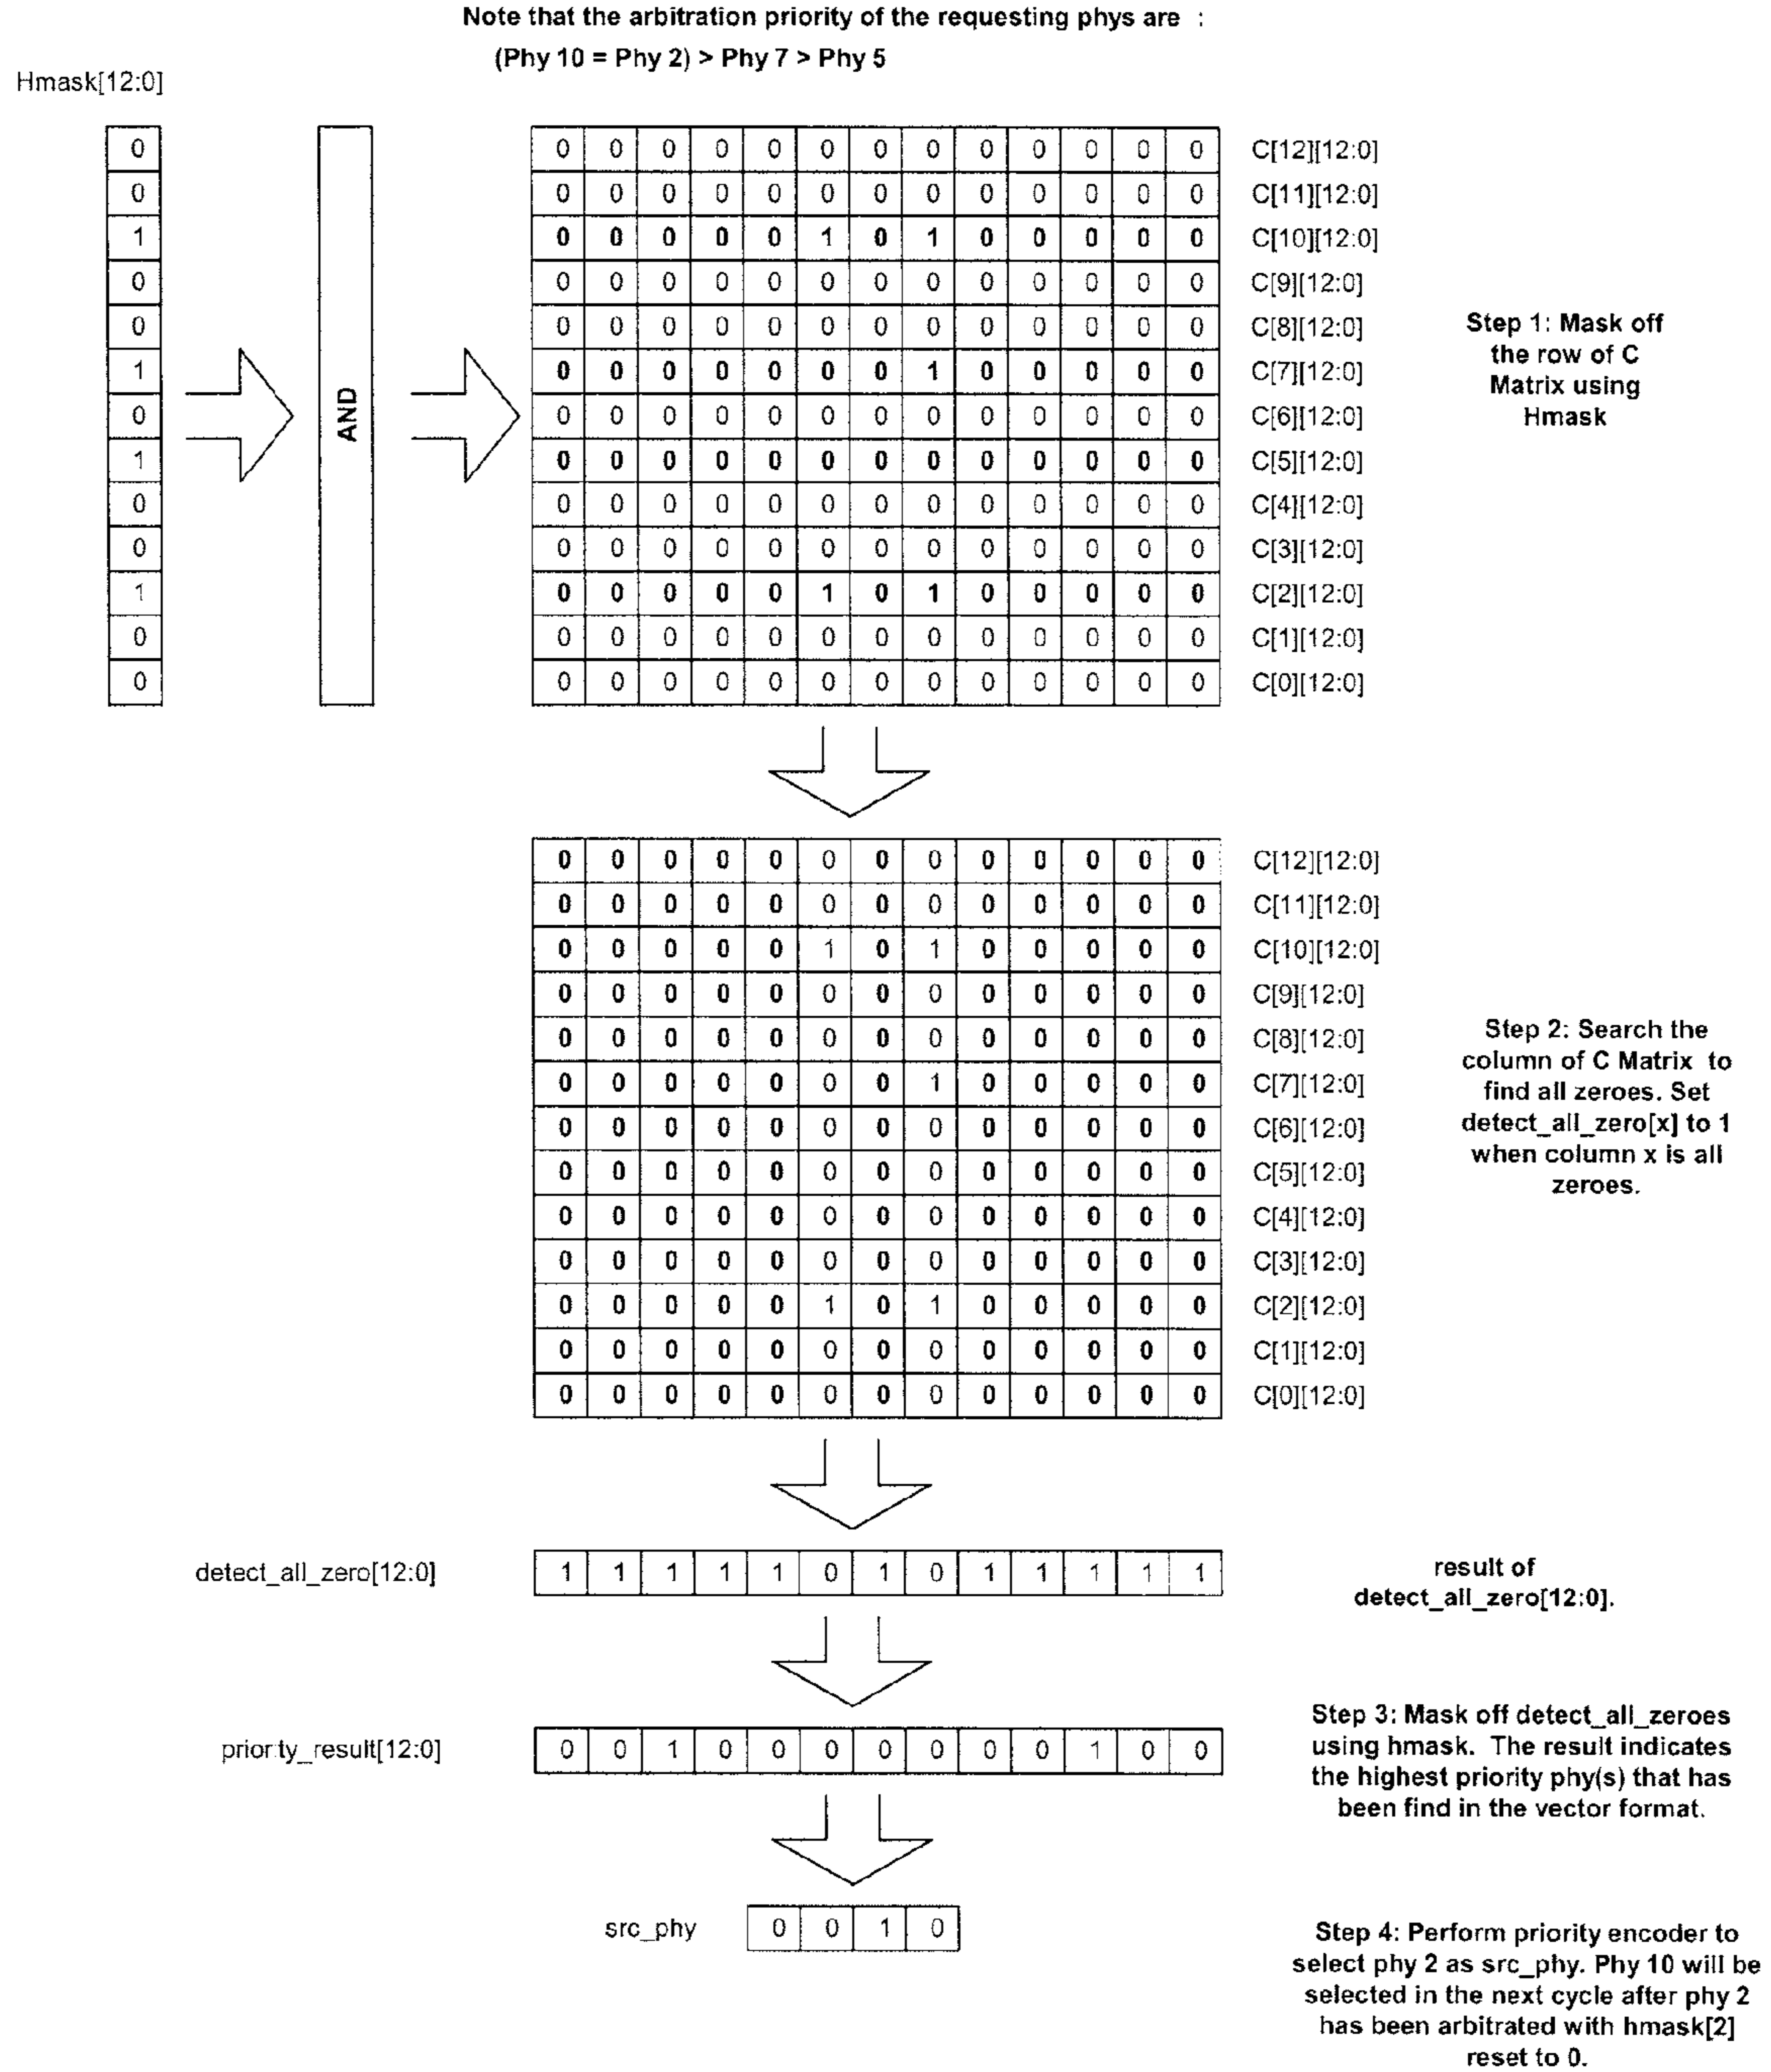 Note that the arbitration priority of the requesting phys are :
(Phy 10 = Phy 2) > Phy 7 > Phy 5
Hmask[12:0]
0 0 0 0 0 0 0 0 0 0 0 0 0 0 C[12][12:0]
0 0 0 0 0 0 0 0 0 0 0 0 0 0 C[11][12:0]
1 0 0 0 0 0 1 0 1 0 0 0 0 0 C[10][12:0]
0 0 0 0 0 0 0 0 0 0 0 0 0 0 C[9][12:0]
0 0 0 0 0 0 0 0 0 0 0 0 0 0 C[8][12:0]
1 0 0 0 0 0 0 0 1 0 0 0 0 0 C[7][12:0]
0 0 0 0 0 0 0 0 0 0 0 0 0 0 C[6][12:0]
1 0 0 0 0 0 0 0 0 0 0 0 0 0 C[5][12:0]
0 0 0 0 0 0 0 0 0 0 0 0 0 0 C[4][12:0]
0 0 0 0 0 0 0 0 0 0 0 0 0 0 C[3][12:0]
1 0 0 0 0 0 1 0 1 0 0 0 0 0 C[2][12:0]
0 0 0 0 0 0 0 0 0 0 0 0 0 0 C[1][12:0]
0 0 0 0 0 0 0 0 0 0 0 0 0 0 C[0][12:0]
AND
Step 1: Mask off
the row of C
Matrix using
Hmask
0 0 0 0 0 0 0 0 0 0 0 0 0 C[12][12:0]
0 0 0 0 0 0 0 0 0 0 0 0 0 C[11][12:0]
0 0 0 0 0 1 0 1 0 0 0 0 0 C[10][12:0]
0 0 0 0 0 0 0 0 0 0 0 0 0 C[9][12:0]
0 0 0 0 0 0 0 0 0 0 0 0 0 C[8][12:0]
0 0 0 0 0 0 0 1 0 0 0 0 0 C[7][12:0]
0 0 0 0 0 0 0 0 0 0 0 0 0 C[6][12:0]
0 0 0 0 0 0 0 0 0 0 0 0 0 C[5][12:0]
0 0 0 0 0 0 0 0 0 0 0 0 0 C[4][12:0]
0 0 0 0 0 0 0 0 0 0 0 0 0 C[3][12:0]
0 0 0 0 0 1 0 1 0 0 0 0 0 C[2][12:0]
0 0 0 0 0 0 0 0 0 0 0 0 0 C[1][12:0]
0 0 0 0 0 0 0 0 0 0 0 0 0 C[0][12:0]
Step 2: Search the
column of C Matrix to
find all zeroes. Set
detect_all_zero[x] to 1
when column x is all
zeroes.
detect_all_zero[12:0] 1 1 1 1 1 0 1 0 1 1 1 1 1
result of
detect_all_zero[12:0].
priority_result[12:0] 0 0 1 0 0 0 0 0 0 0 1 0 0
Step 3: Mask off detect_all_zeroes
using hmask. The result indicates
the highest priority phy(s) that has
been find in the vector format.
src_phy 0 0 1 0
Step 4: Perform priority encoder to
select phy 2 as src_phy. Phy 10 will be
selected in the next cycle after phy 2
has been arbitrated with hmask[2]
reset to 0.